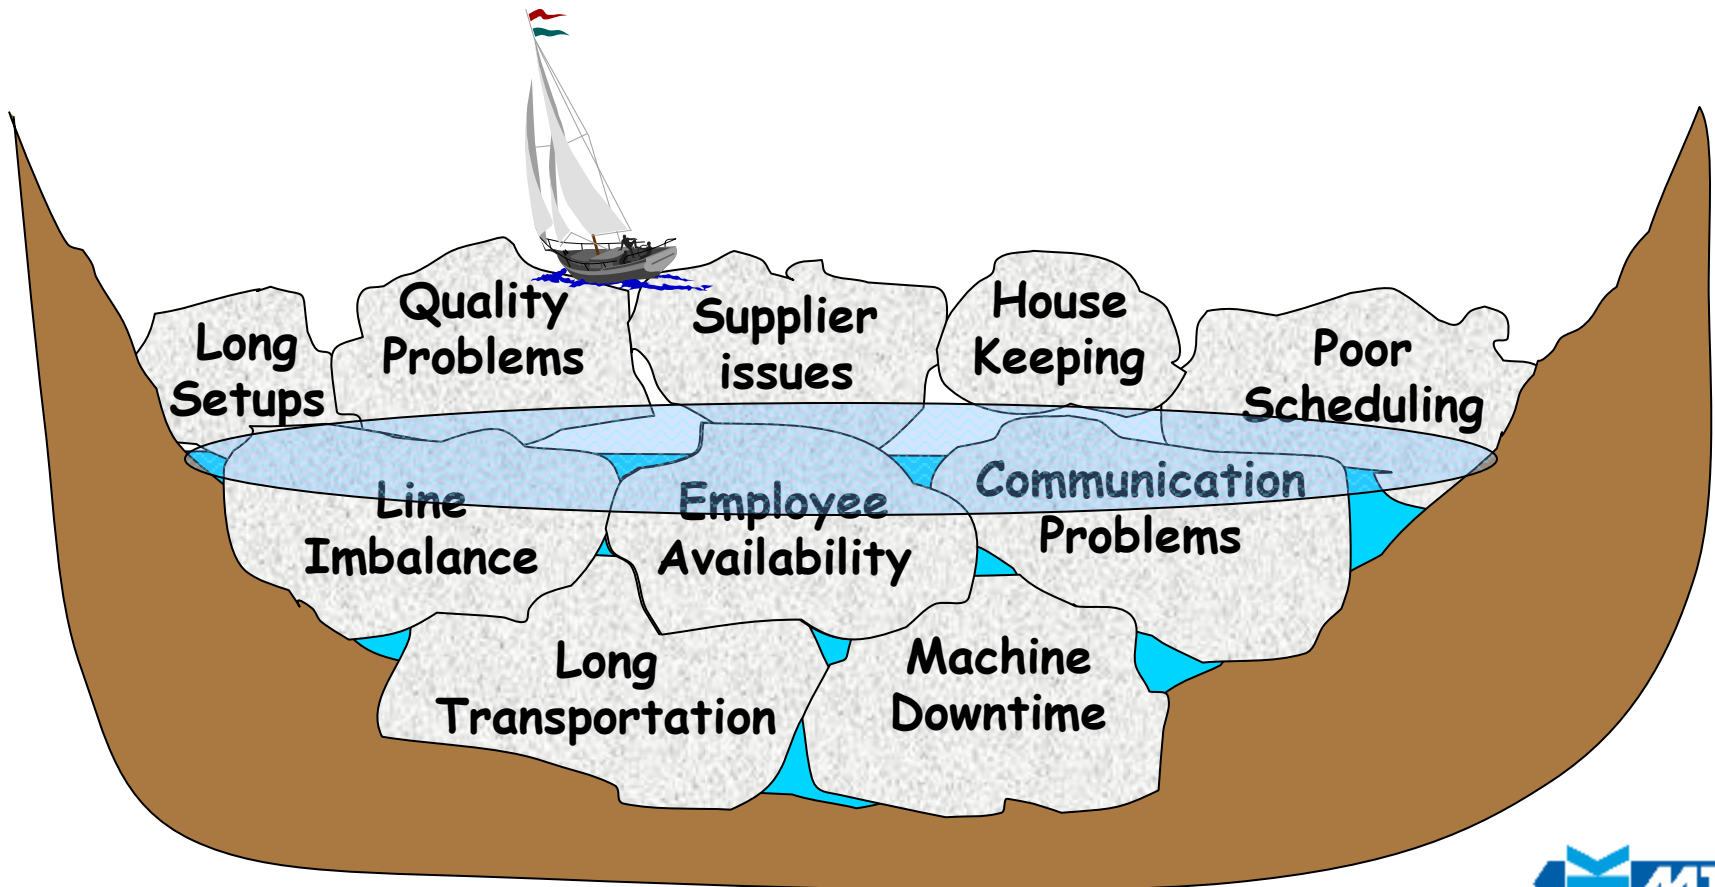 Long
Setups
Quality
Problems
Supplier
issues
House
Keeping
Poor
Scheduling
Line
Imbalance
Employee
Availability
Communication
Problems
Long
Transportation
Machine
Downtime